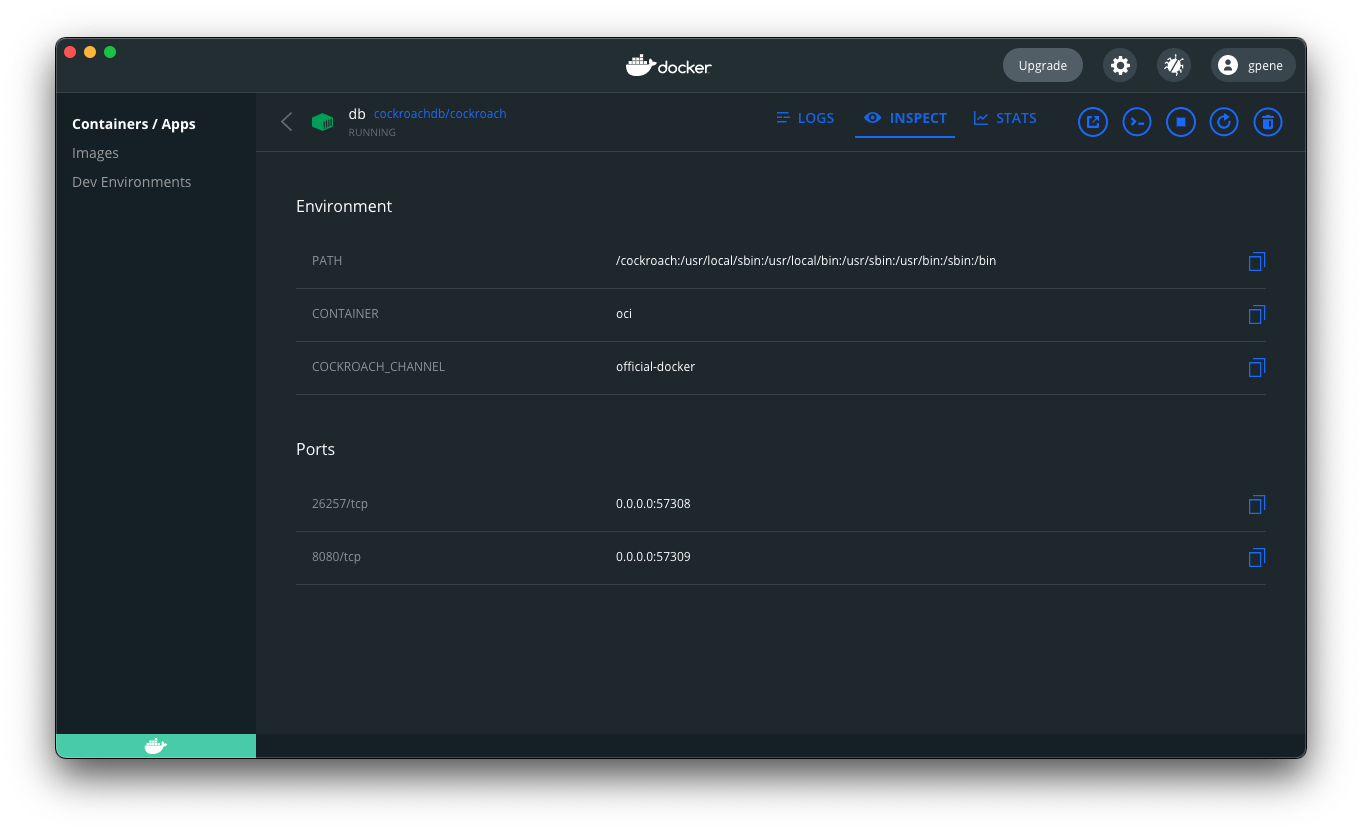 docker
Upgrade
gpene
Containers / Apps
Images
Dev Environments
db cockroachdb/cockroach
RUNNING
LOGS
INSPECT
STATS
Environment
PATH /cockroach:/usr/local/sbin:/usr/local/bin:/usr/sbin:/usr/bin:/sbin:/bin
CONTAINER oci
COCKROACH_CHANNEL official-docker
Ports
26257/tcp 0.0.0.0:57308
8080/tcp 0.0.0.0:57309